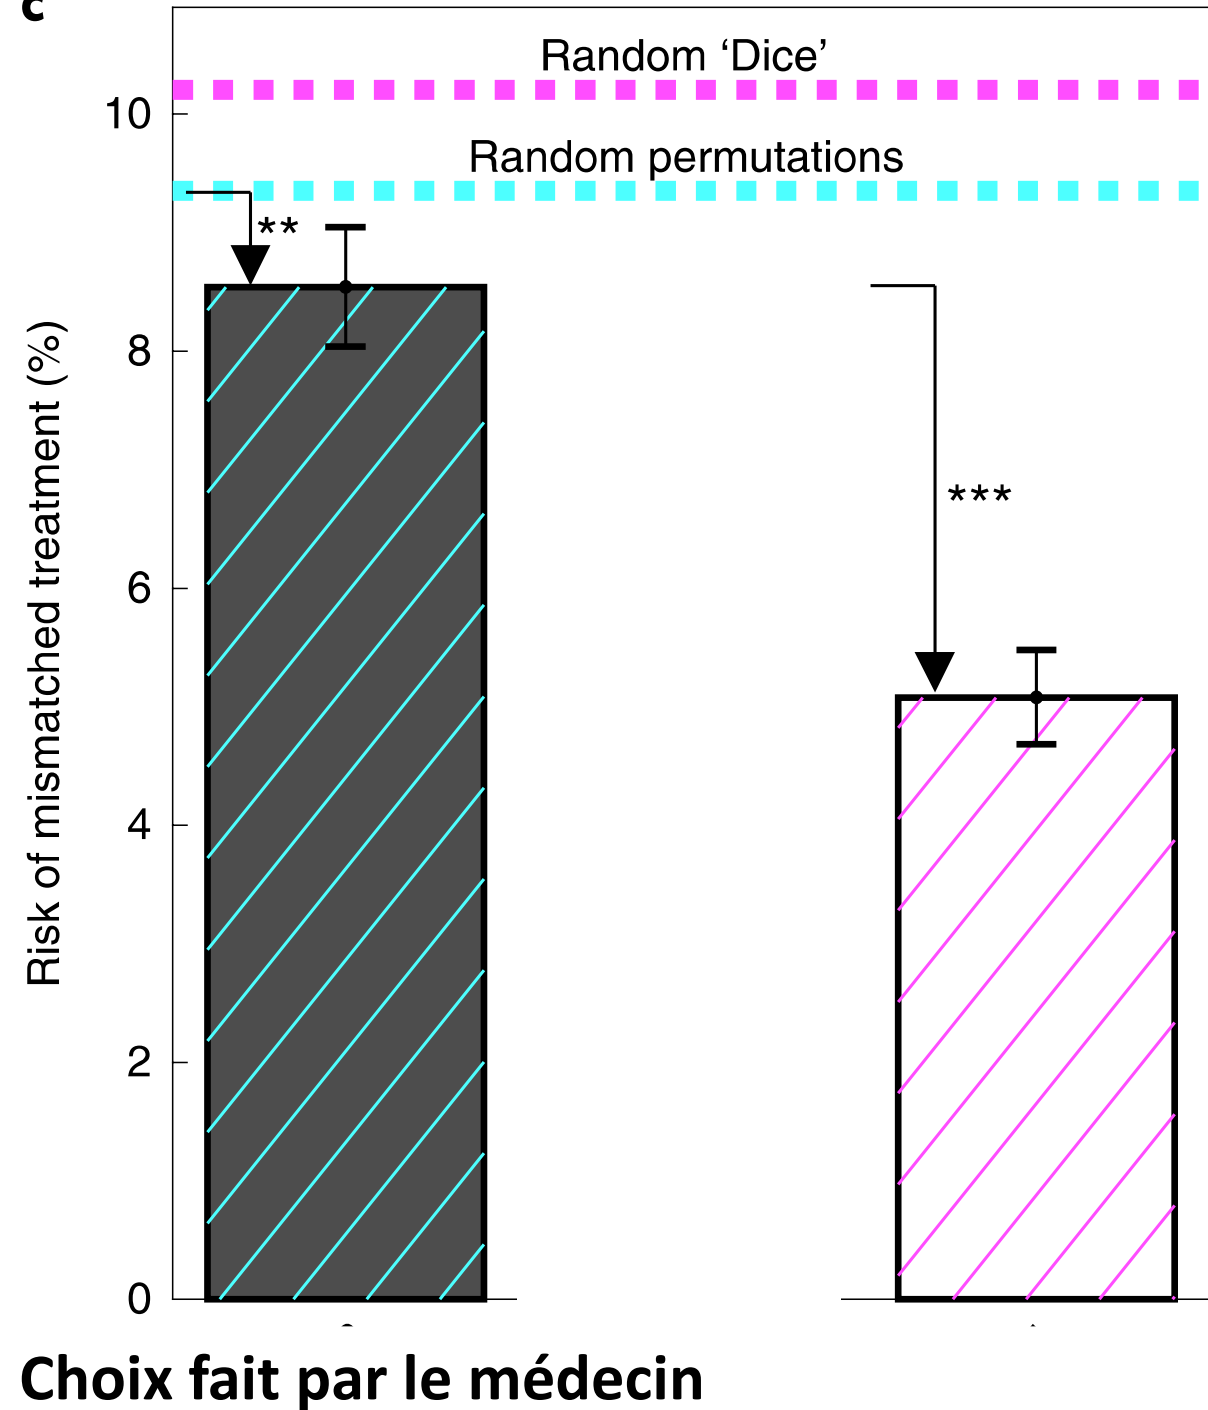 c
Random ‘Dice’
10
Random permutations
**
8
***
6
4
2
0
Risk of mismatched treatment (%)
Choix fait par le médecin